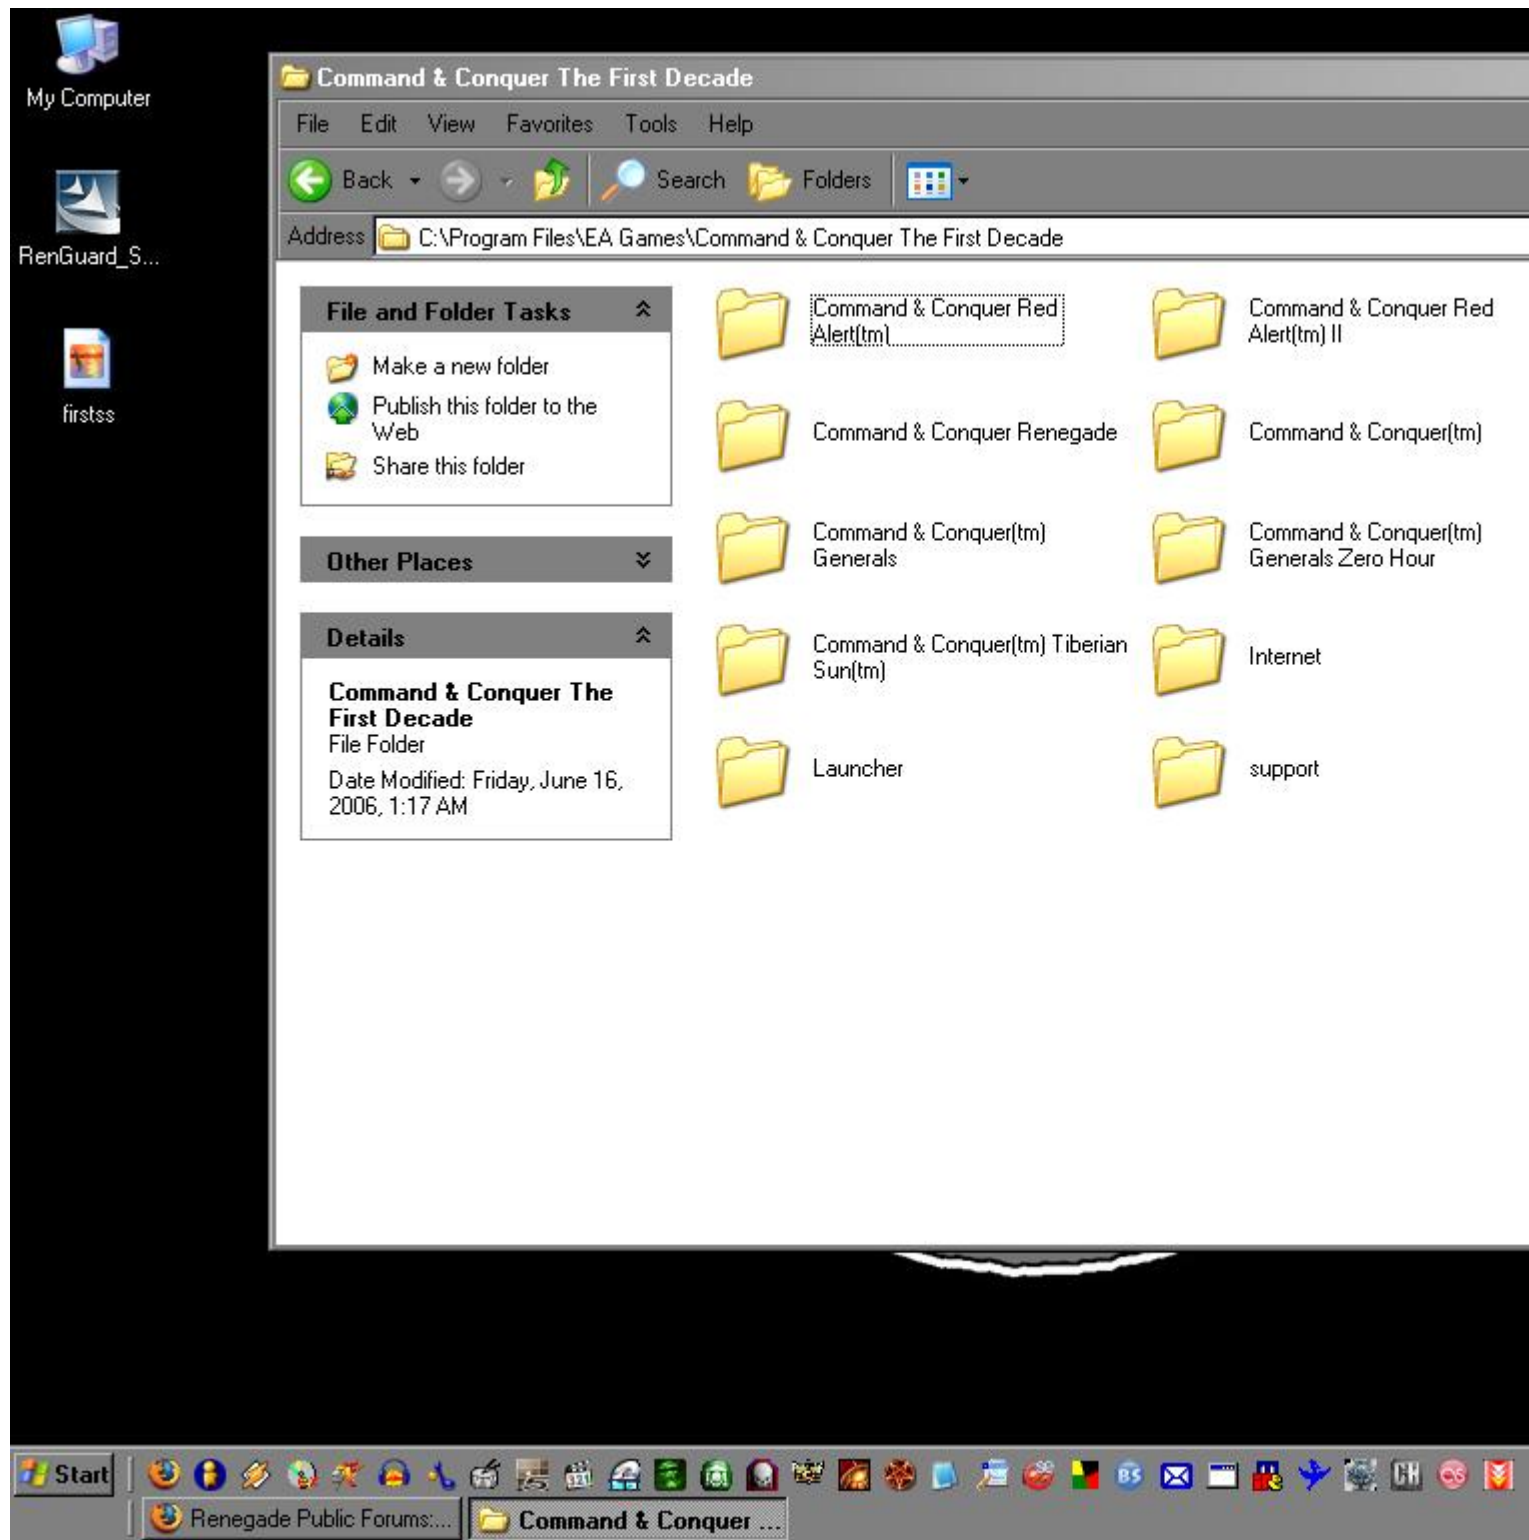 My Computer
RenGuard_S...
firstss
Command & Conquer The First Decade
File Edit View Favorites Tools Help
Back Search Folders
Address C:\Program Files\EA Games\Command & Conquer The First Decade
File and Folder Tasks
Make a new folder
Publish this folder to the
Web
Share this folder
Other Places
Details
Command & Conquer The
First Decade
File Folder
Date Modified: Friday, June 16,
2006, 1:17 AM
Command & Conquer Red
Alert(tm)
Command & Conquer Red
Alert(tm) II
Command & Conquer Renegade
Command & Conquer(tm)
Command & Conquer(tm)
Generals
Command & Conquer(tm)
Generals Zero Hour
Command & Conquer(tm) Tiberian
Sun(tm)
Internet
Launcher
support
Start
BS
Renegade Public Forums:...
Command & Conquer ...